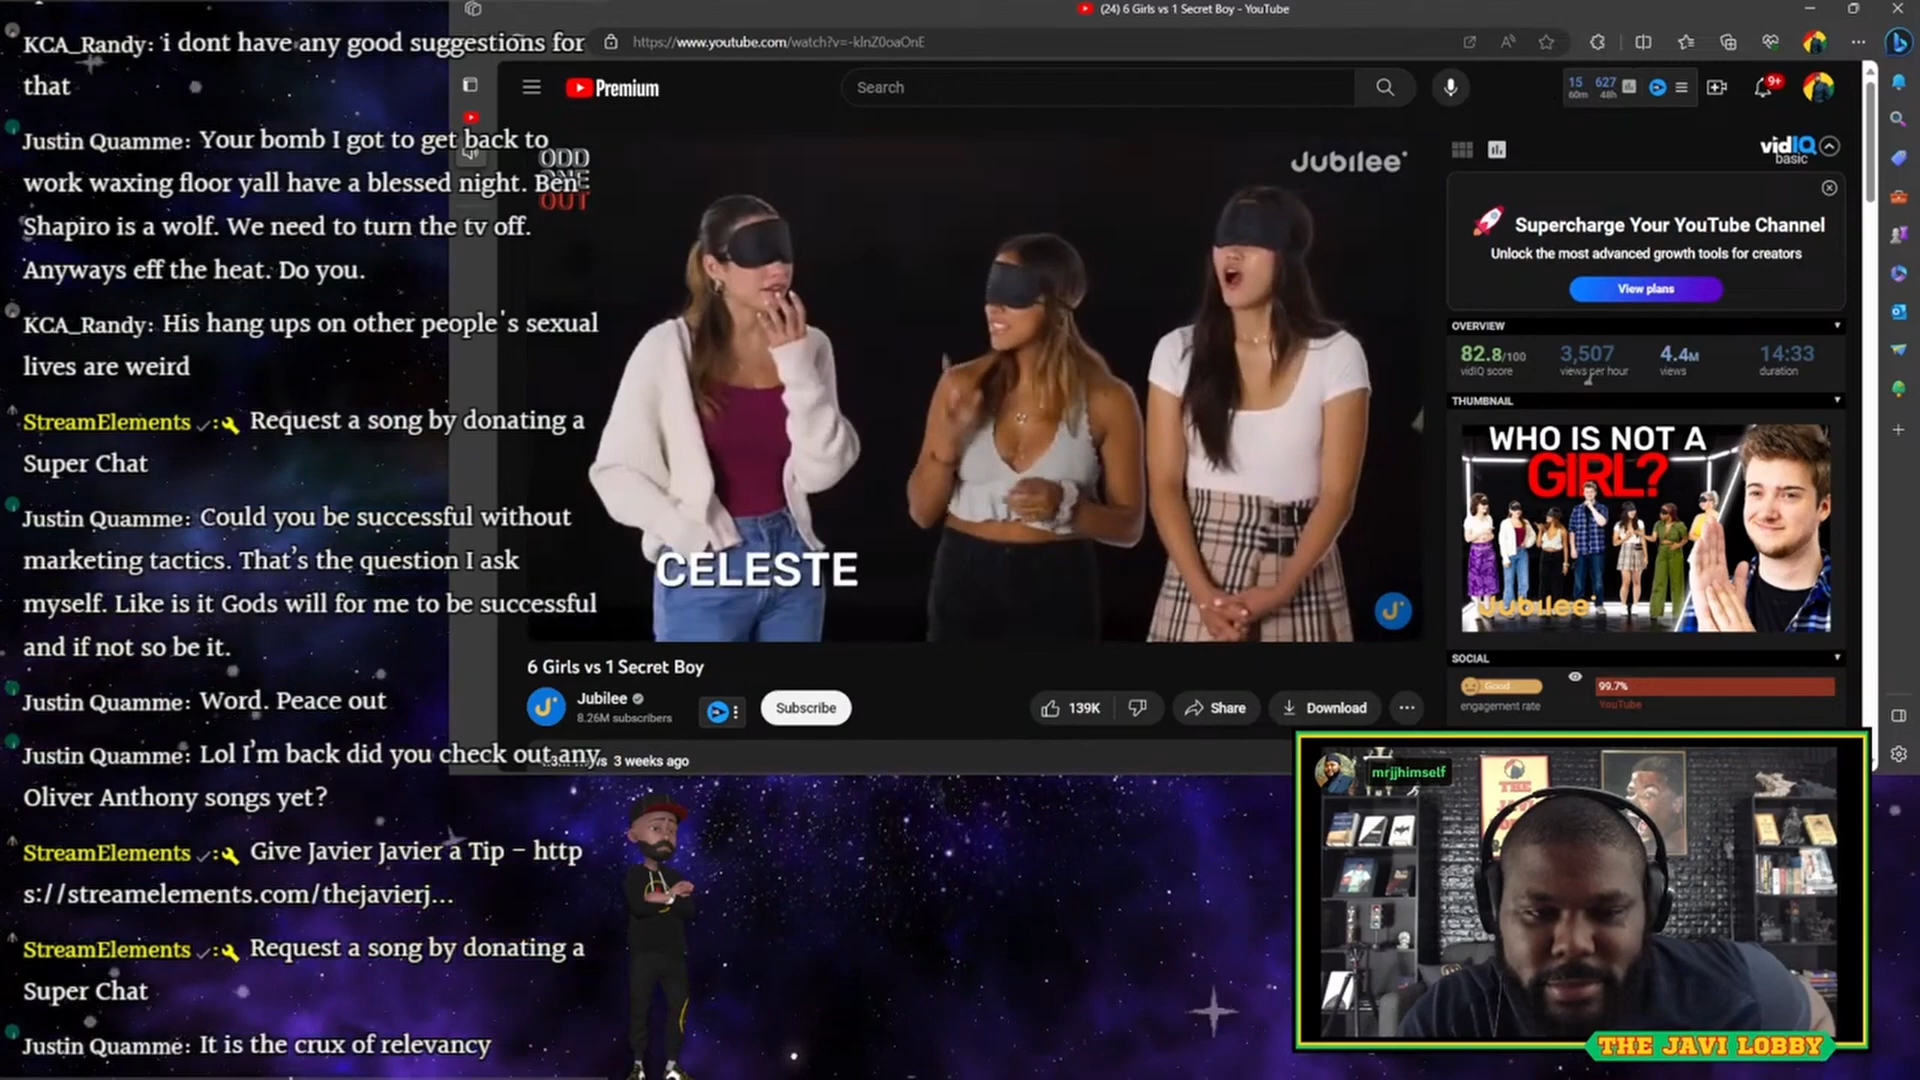 KCA_Randy: i dont have any good suggestions for
that
Justin Quamme: Your bomb I got to get back to
work waxing floor yall have a blessed night. Ben
Shapiro is a wolf. We need to turn the tv off.
Anyways eff the heat. Do you.
KCA_Randy: His hang ups on other people's sexual
lives are weird
StreamElements ✓: Request a song by donating a
Super Chat
Justin Quamme: Could you be successful without
marketing tactics. That's the question I ask
myself. Like is it Gods will for me to be successful
and if not so be it.
Justin Quamme: Word. Peace out
Justin Quamme: Lol I'm back did you check out any
Oliver Anthony songs yet?
StreamElements ✓: Give Javier Javier a Tip – http
s://streamelements.com/thejavierj...
StreamElements ✓: Request a song by donating a
Super Chat
Justin Quamme: It is the crux of relevancy
(24) 6 Girls vs 1 Secret Boy - YouTube
https://www.youtube.com/watch?v=-klnZ0oaOnE
Premium
Search
15 627
60m 48h
9+
ODD
ONE
OUT
Jubilee
CELESTE
6 Girls vs 1 Secret Boy
Jubilee
8.26M subscribers
Subscribe
139K
Share
Download
3 weeks ago
vidIQ
basic
Supercharge Your YouTube Channel
Unlock the most advanced growth tools for creators
View plans
OVERVIEW
82.8/100 3,507 4.4M 14:33
vidIQ score views per hour views duration
THUMBNAIL
WHO IS NOT A
GIRL?
Jubilee
SOCIAL
Good
99.7%
engagement rate
YouTube
mrjjhimself
THE JAVI LOBBY